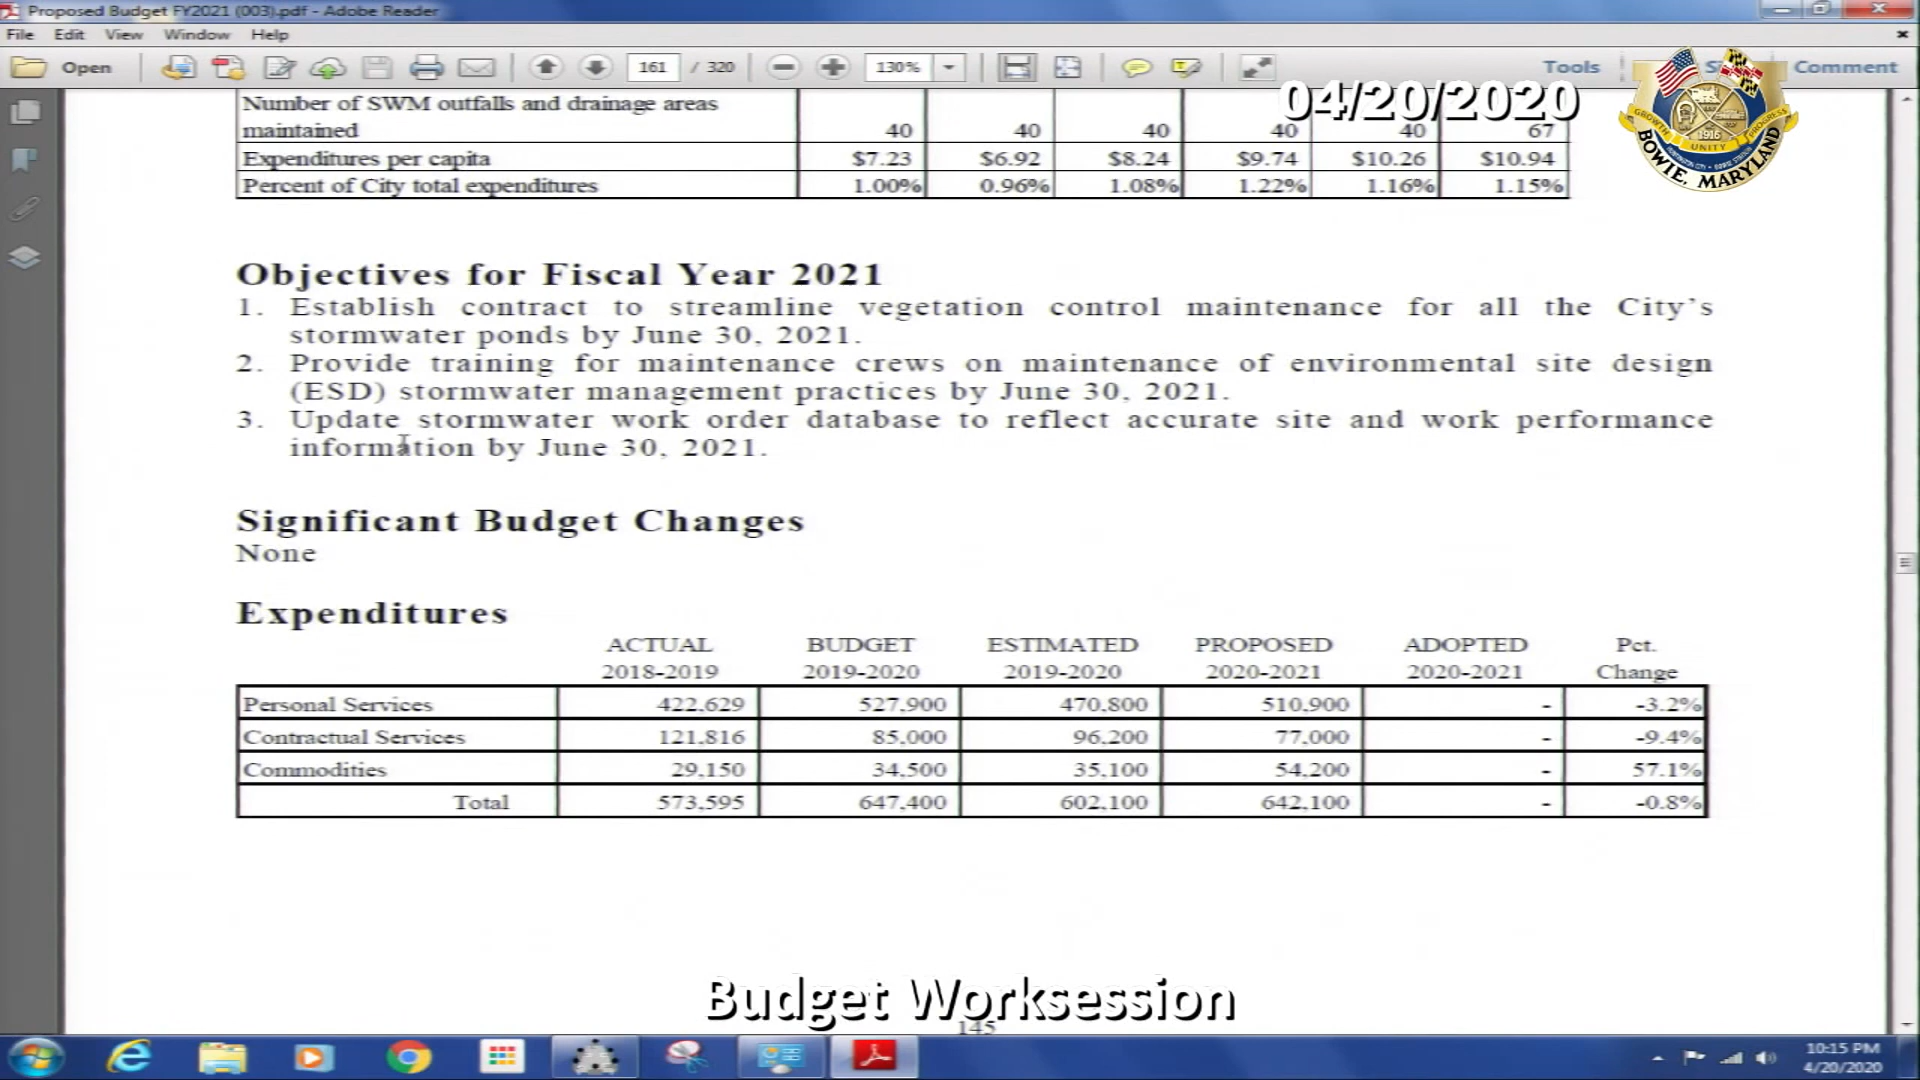 Proposed Budget FY2021 (003).pdf - Adobe Reader
File Edit View Window Help
Open 161 / 320 130% Tools Comment
04/20/2020
GROWTH UNITY PROGRESS
1916
BOWIE, MARYLAND
Number of SWM outfalls and drainage areas
maintained 40 40 40 40 40 67
Expenditures per capita $7.23 $6.92 $8.24 $9.74 $10.26 $10.94
Percent of City total expenditures 1.00% 0.96% 1.08% 1.22% 1.16% 1.15%
Objectives for Fiscal Year 2021
1. Establish contract to streamline vegetation control maintenance for all the City's
stormwater ponds by June 30, 2021.
2. Provide training for maintenance crews on maintenance of environmental site design
(ESD) stormwater management practices by June 30, 2021.
3. Update stormwater work order database to reflect accurate site and work performance
information by June 30, 2021.
Significant Budget Changes
None
Expenditures
ACTUAL BUDGET ESTIMATED PROPOSED ADOPTED Pct.
2018-2019 2019-2020 2019-2020 2020-2021 2020-2021 Change
Personal Services 422,629 527,900 470,800 510,900 - -3.2%
Contractual Services 121,816 85,000 96,200 77,000 - -9.4%
Commodities 29,150 34,500 35,100 54,200 - 57.1%
Total 573,595 647,400 602,100 642,100 - -0.8%
Budget Worksession
145
10:15 PM
4/20/2020